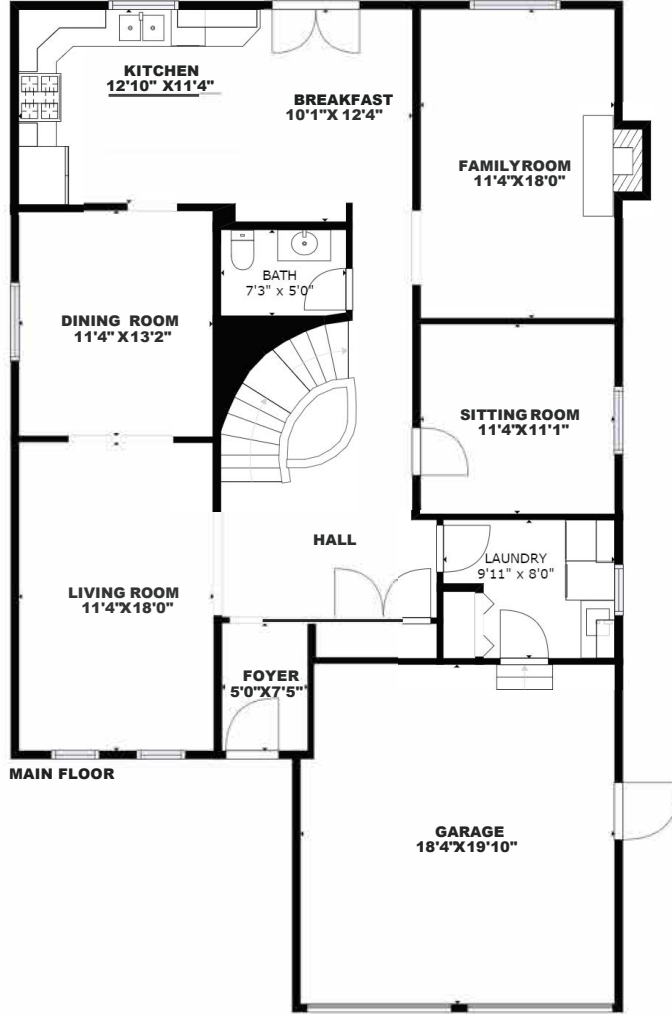 KITCHEN
12'10" X11'4"
BREAKFAST
10'1"X 12'4"
FAMILYROOM
11'4"X18'0"
BATH
7'3" x 5'0"
DINING ROOM
11'4" X13'2"
SITTING ROOM
11'4"X11'1"
HALL
LAUNDRY
9'11" x 8'0"
LIVING ROOM
11'4"X18'0"
FOYER
5'0"X7'5"
MAIN FLOOR
GARAGE
18'4"X19'10"